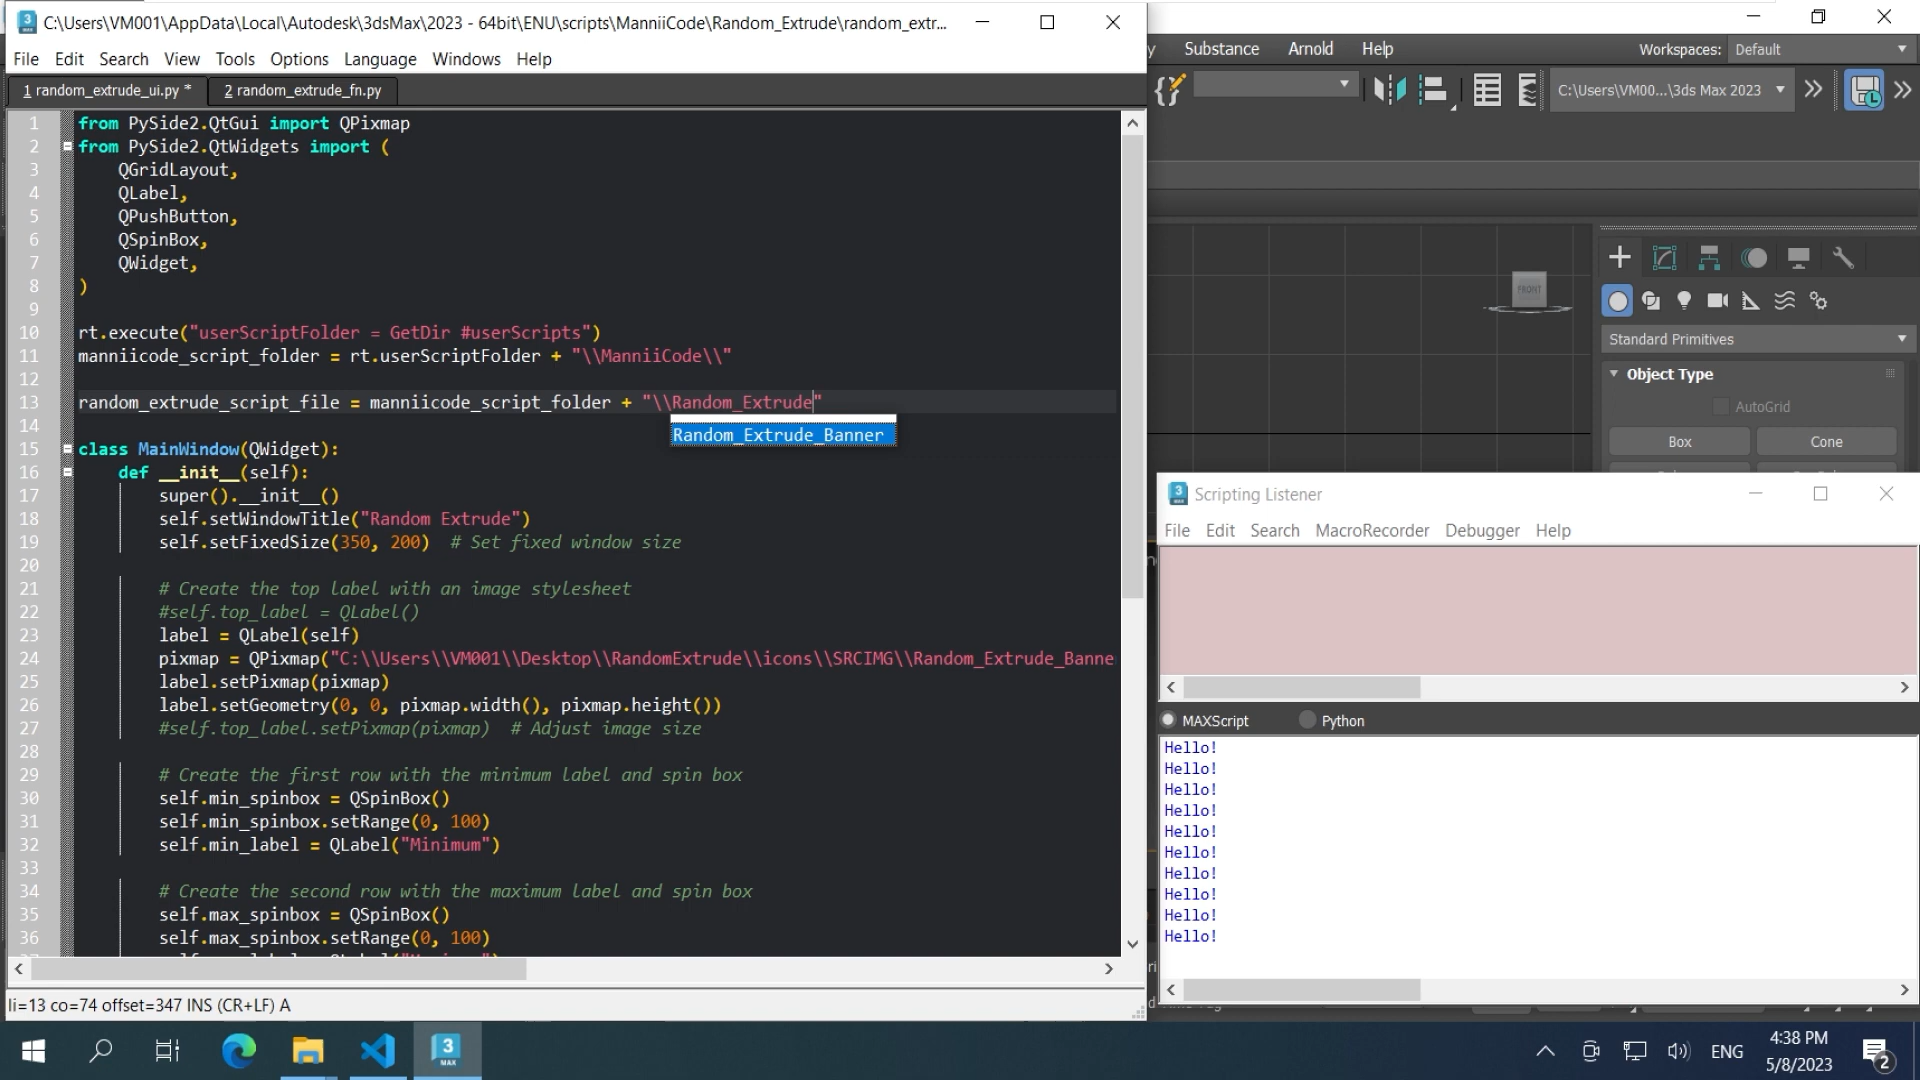 C:\Users\VM001\AppData\Local\Autodesk\3dsMax\2023 - 64bit\ENU\scripts\ManniiCode\Random_Extrude\random_extr...
File Edit Search View Tools Options Language Windows Help
1 random_extrude_ui.py * 2 random_extrude_fn.py
1 from PySide2.QtGui import QPixmap
2 from PySide2.QtWidgets import (
3 QGridLayout,
4 QLabel,
5 QPushButton,
6 QSpinBox,
7 QWidget,
8 )
9
10 rt.execute("userScriptFolder = GetDir #userScripts")
11 manniicode_script_folder = rt.userScriptFolder + "\\ManniiCode\\"
12
13 random_extrude_script_file = manniicode_script_folder + "\\Random_Extrude"
Random_Extrude_Banner
14
15 class MainWindow(QWidget):
16 def __init__(self):
17 super().__init__()
18 self.setWindowTitle("Random Extrude")
19 self.setFixedSize(350, 200) # Set fixed window size
20
21 # Create the top label with an image stylesheet
22 #self.top_label = QLabel()
23 label = QLabel(self)
24 pixmap = QPixmap("C:\\Users\\VM001\\Desktop\\RandomExtrude\\icons\\SRCIMG\\Random_Extrude_Banne
25 label.setPixmap(pixmap)
26 label.setGeometry(0, 0, pixmap.width(), pixmap.height())
27 #self.top_label.setPixmap(pixmap) # Adjust image size
28
29 # Create the first row with the minimum label and spin box
30 self.min_spinbox = QSpinBox()
31 self.min_spinbox.setRange(0, 100)
32 self.min_label = QLabel("Minimum")
33
34 # Create the second row with the maximum label and spin box
35 self.max_spinbox = QSpinBox()
36 self.max_spinbox.setRange(0, 100)
li=13 co=74 offset=347 INS (CR+LF) A
y Substance Arnold Help
Workspaces: Default
C:\Users\VM00...\3ds Max 2023
FRONT
Standard Primitives
Object Type
AutoGrid
Box Cone
Scripting Listener
File Edit Search MacroRecorder Debugger Help
MAXScript Python
Hello!
Hello!
Hello!
Hello!
Hello!
Hello!
Hello!
Hello!
Hello!
Hello!
3 MAX
ENG
4:38 PM
5/8/2023
2